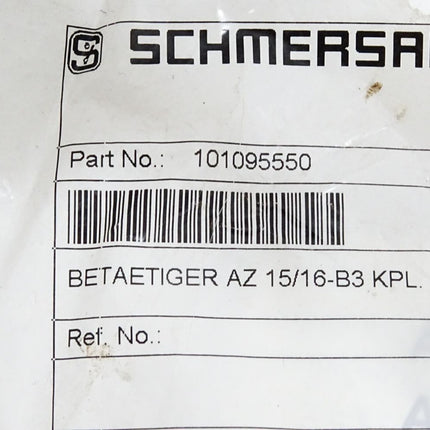 SCHMERSA
Part No.: 101095550
BETAETIGER AZ 15/16-B3 KPL.
Ref. No.: